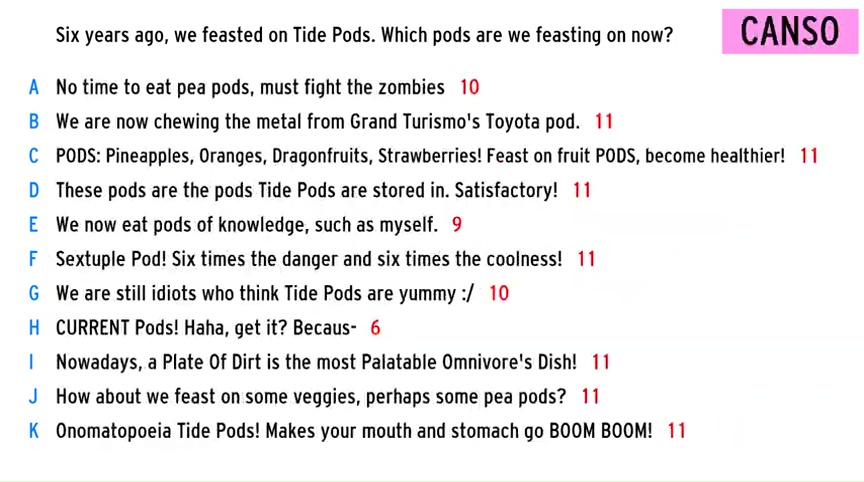 Six years ago, we feasted on Tide Pods. Which pods are we feasting on now?
CANSO
A No time to eat pea pods, must fight the zombies 10
B We are now chewing the metal from Grand Turismo's Toyota pod. 11
C PODS: Pineapples, Oranges, Dragonfruits, Strawberries! Feast on fruit PODS, become healthier! 11
D These pods are the pods Tide Pods are stored in. Satisfactory! 11
E We now eat pods of knowledge, such as myself. 9
F Sextuple Pod! Six times the danger and six times the coolness! 11
G We are still idiots who think Tide Pods are yummy :/ 10
H CURRENT Pods! Haha, get it? Becaus- 6
I Nowadays, a Plate Of Dirt is the most Palatable Omnivore's Dish! 11
J How about we feast on some veggies, perhaps some pea pods? 11
K Onomatopoeia Tide Pods! Makes your mouth and stomach go BOOM BOOM! 11